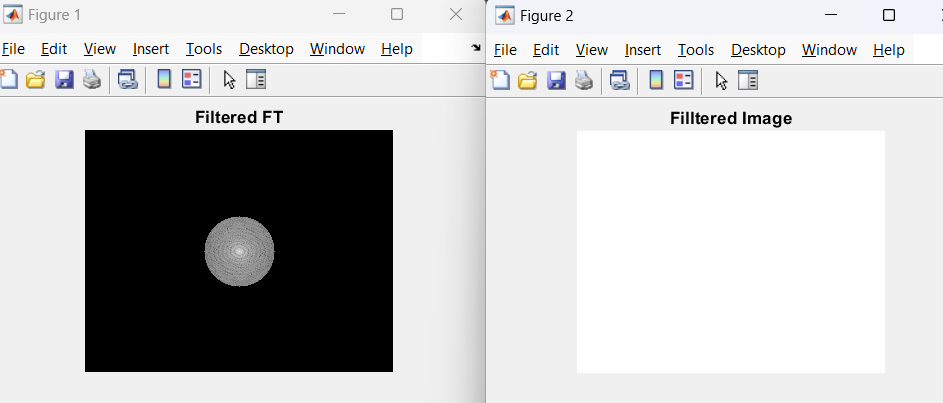 Figure 1
File Edit View Insert Tools Desktop Window Help
Filtered FT
Figure 2
File Edit View Insert Tools Desktop Window Help
Filltered Image